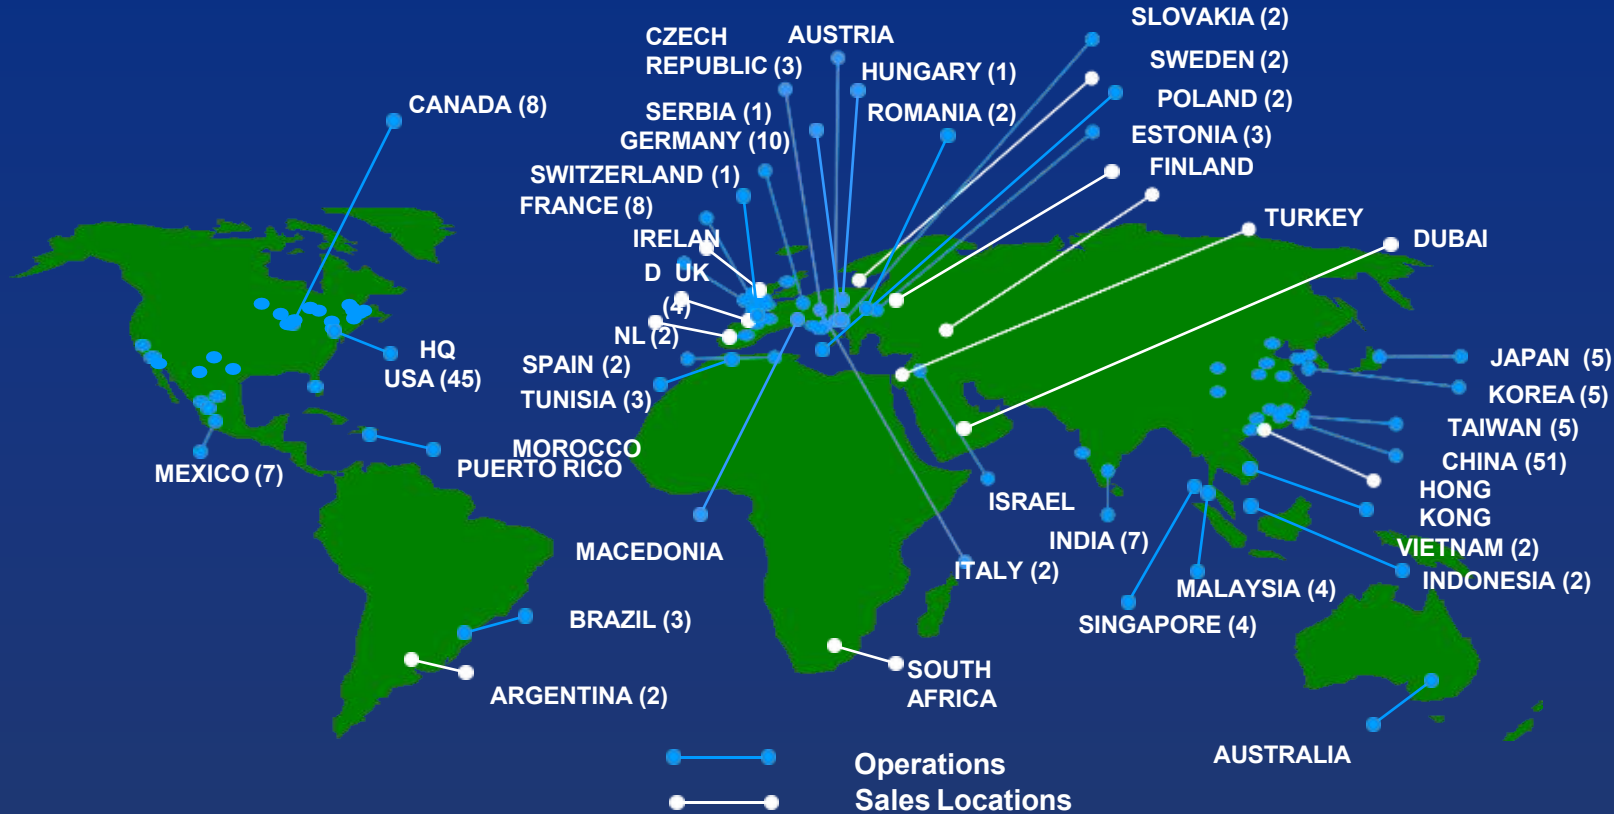 SLOVAKIA (2)
CZECH
REPUBLIC (3)
AUSTRIA
SWEDEN (2)
HUNGARY (1)
POLAND (2)
CANADA (8)
SERBIA (1)
ROMANIA (2)
GERMANY (10)
ESTONIA (3)
FINLAND
SWITZERLAND (1)
FRANCE (8)
TURKEY
IRELAN
D UK
(4)
DUBAI
NL (2)
HQ
USA (45)
SPAIN (2)
JAPAN (5)
TUNISIA (3)
KOREA (5)
TAIWAN (5)
MOROCCO
PUERTO RICO
CHINA (51)
MEXICO (7)
HONG
KONG
ISRAEL
INDIA (7)
VIETNAM (2)
MACEDONIA
ITALY (2)
INDONESIA (2)
MALAYSIA (4)
BRAZIL (3)
SINGAPORE (4)
SOUTH
AFRICA
ARGENTINA (2)
AUSTRALIA
Operations
Sales Locations